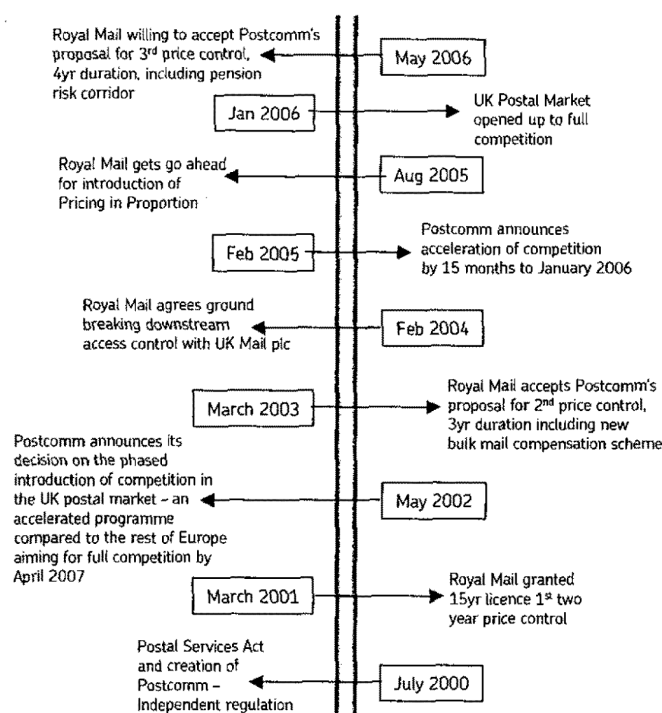 Royal Mail willing to accept Postcomm's
proposal for 3rd price control,
4yr duration, including pension
risk corridor
May 2006
Jan 2006
UK Postal Market
opened up to full
competition
Royal Mail gets go ahead
for introduction of
Pricing in Proportion
Aug 2005
Feb 2005
Postcomm announces
acceleration of competition
by 15 months to January 2006
Royal Mail agrees ground
breaking downstream
access control with UK Mail plc
Feb 2004
March 2003
Royal Mail accepts Postcomm's
proposal for 2nd price control,
3yr duration including new
bulk mail compensation scheme
Postcomm announces its
decision on the phased
introduction of competition in
the UK postal market – an
accelerated programme
compared to the rest of Europe
aiming for full competition by
April 2007
May 2002
March 2001
Royal Mail granted
15yr licence 1st two
year price control
Postal Services Act
and creation of
Postcomm –
Independent regulation
July 2000